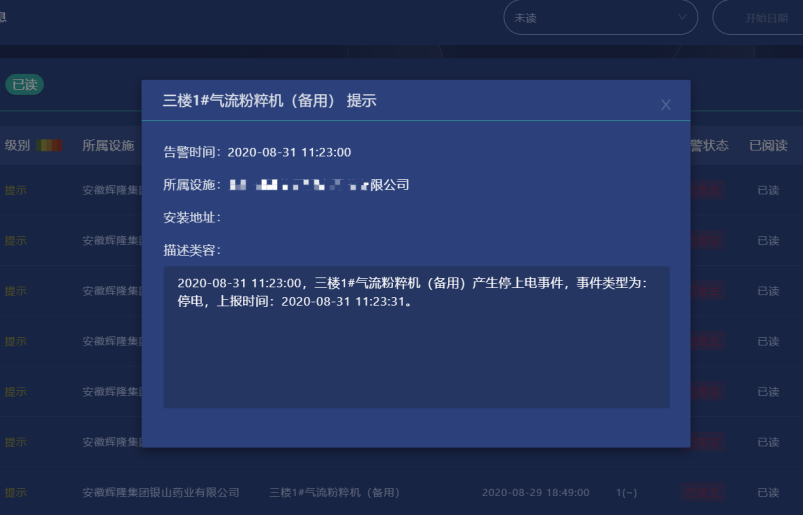 息
未读
开始日期
已读
级别
所属设施
警状态
已阅读
三楼1#气流粉粹机（备用） 提示
X
告警时间：2020-08-31 11:23:00
所属设施：
限公司
安装地址：
描述类容：
2020-08-31 11:23:00，三楼1#气流粉粹机（备用）产生停上电事件，事件类型为：
停电，上报时间：2020-08-31 11:23:31。
提示 安徽辉隆集团 已读
提示 安徽辉隆集团 已读
提示 安徽辉隆集团 已读
提示 安徽辉隆集团 已读
提示 安徽辉隆集团 已读
提示 安徽辉隆集团 已读
提示 安徽辉隆集团银山药业有限公司 三楼1#气流粉粹机（备用） 2020-08-29 18:49:00 1(~) 已读